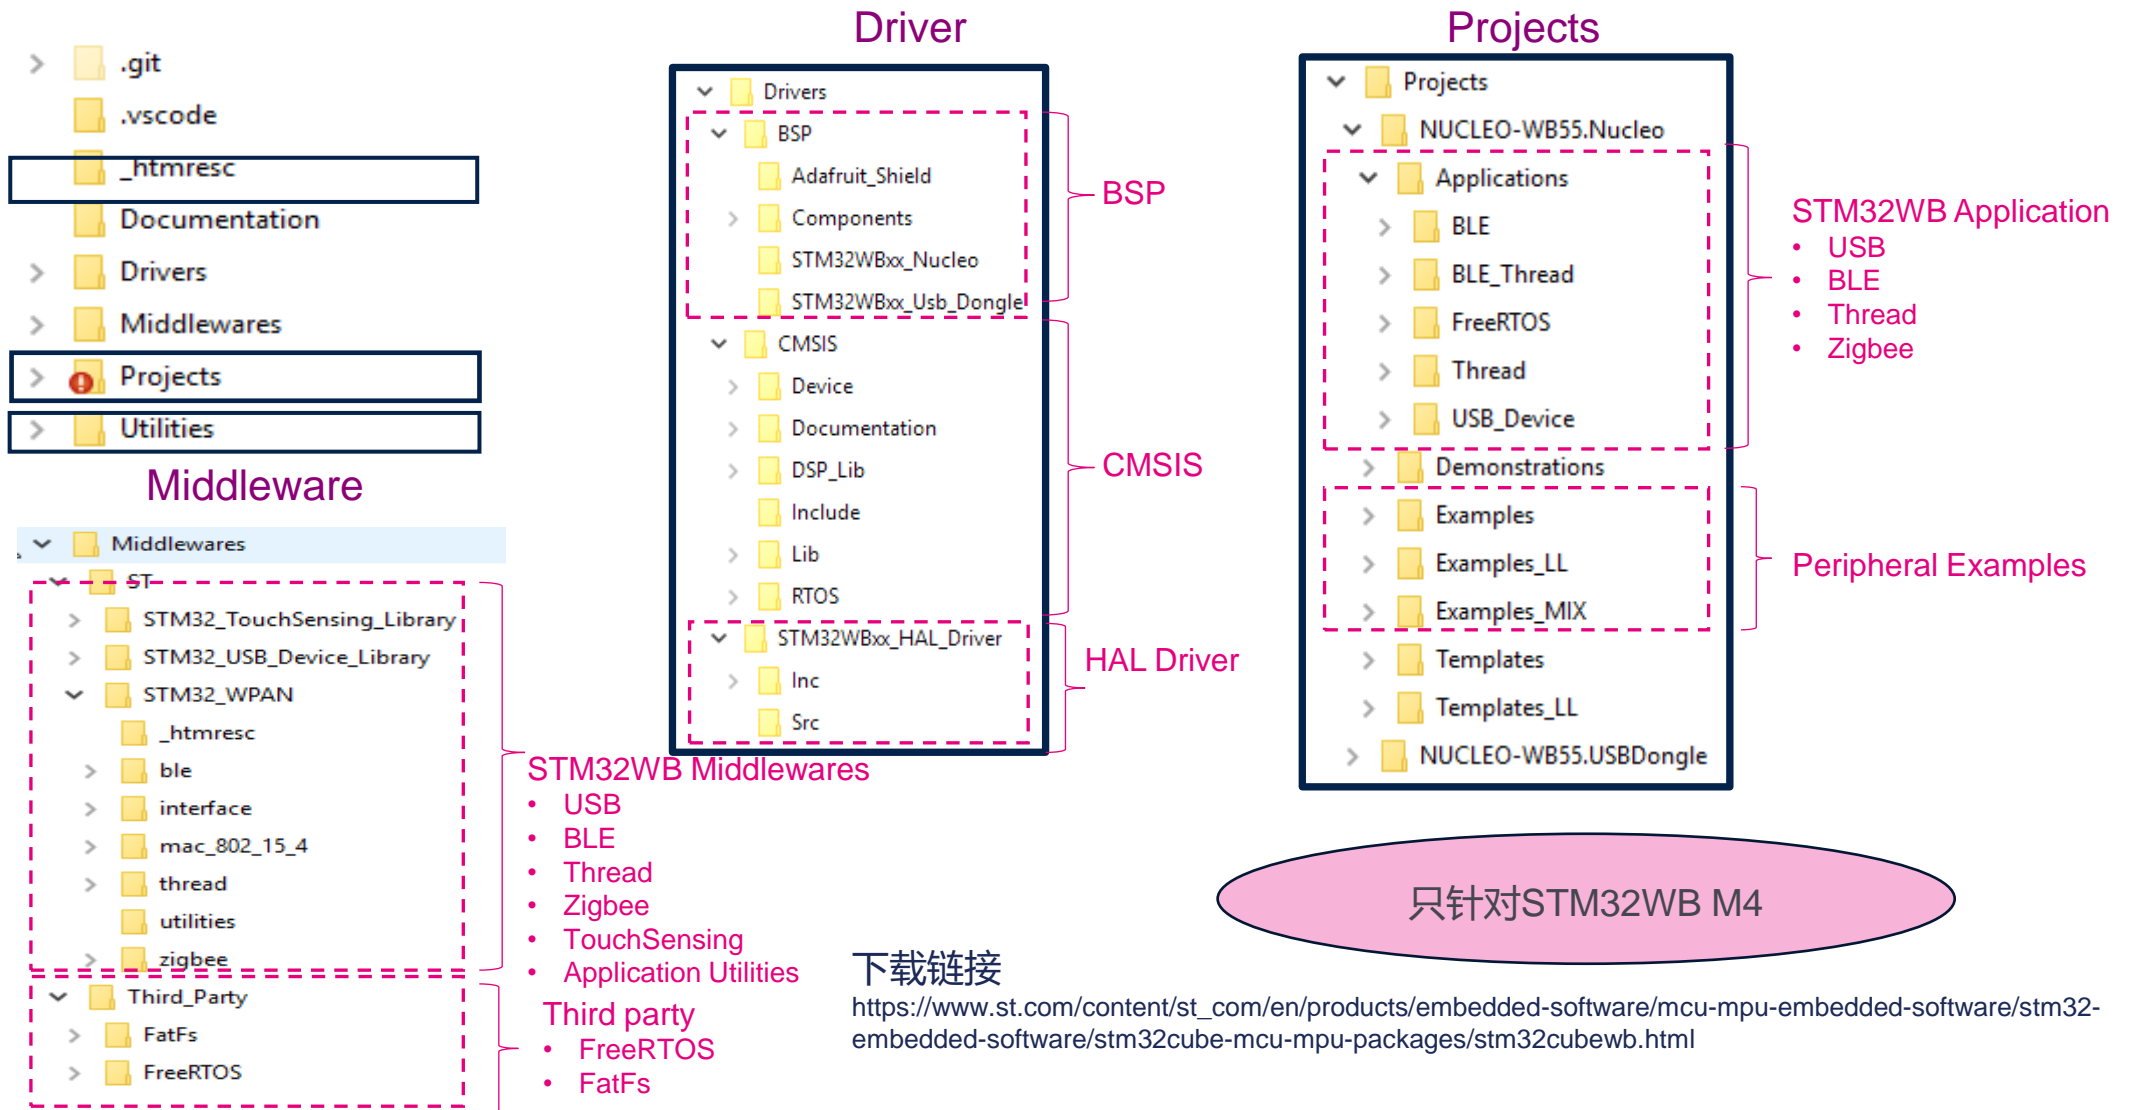 .git
.vscode
_htmresc
Documentation
Drivers
Middlewares
Projects
Utilities
Middleware
Middlewares
ST
STM32_TouchSensing_Library
STM32_USB_Device_Library
STM32_WPAN
_htmresc
ble
interface
mac_802_15_4
thread
utilities
zigbee
Third_Party
FatFs
FreeRTOS
STM32WB Middlewares
• USB
• BLE
• Thread
• Zigbee
• TouchSensing
• Application Utilities
Third party
• FreeRTOS
• FatFs
Driver
Drivers
BSP
Adafruit_Shield
Components
STM32WBxx_Nucleo
STM32WBxx_Usb_Dongle
CMSIS
Device
Documentation
DSP_Lib
Include
Lib
RTOS
STM32WBxx_HAL_Driver
Inc
Src
BSP
CMSIS
HAL Driver
Projects
Projects
NUCLEO-WB55.Nucleo
Applications
BLE
BLE_Thread
FreeRTOS
Thread
USB_Device
Demonstrations
Examples
Examples_LL
Examples_MIX
Templates
Templates_LL
NUCLEO-WB55.USBDongle
STM32WB Application
• USB
• BLE
• Thread
• Zigbee
Peripheral Examples
只针对STM32WB M4
下载链接
https://www.st.com/content/st_com/en/products/embedded-software/mcu-mpu-embedded-software/stm32-
embedded-software/stm32cube-mcu-mpu-packages/stm32cubewb.html